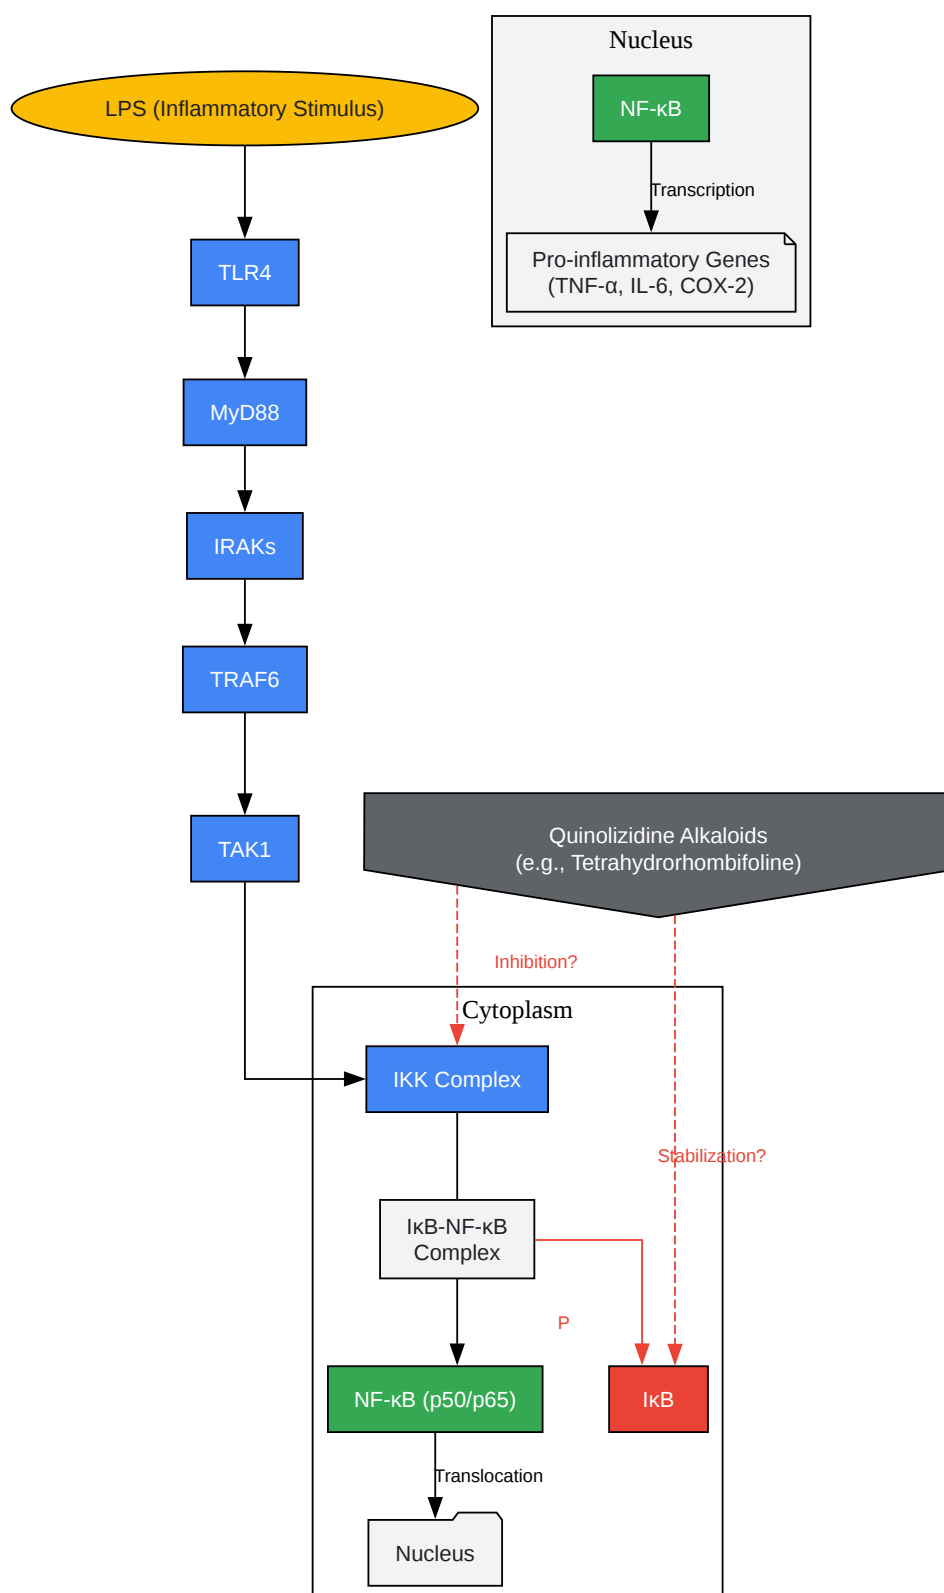 Nucleus
NF-κB
Transcription
Pro-inflammatory Genes
(TNF-α, IL-6, COX-2)
LPS (Inflammatory Stimulus)
TLR4
MyD88
IRAKs
TRAF6
TAK1
Quinolizidine Alkaloids
(e.g., Tetrahydrorhombifoline)
Inhibition?
Cytoplasm
IKK Complex
Stabilization?
IκB-NF-κB
Complex
P
NF-κB (p50/p65)
IκB
Translocation
Nucleus